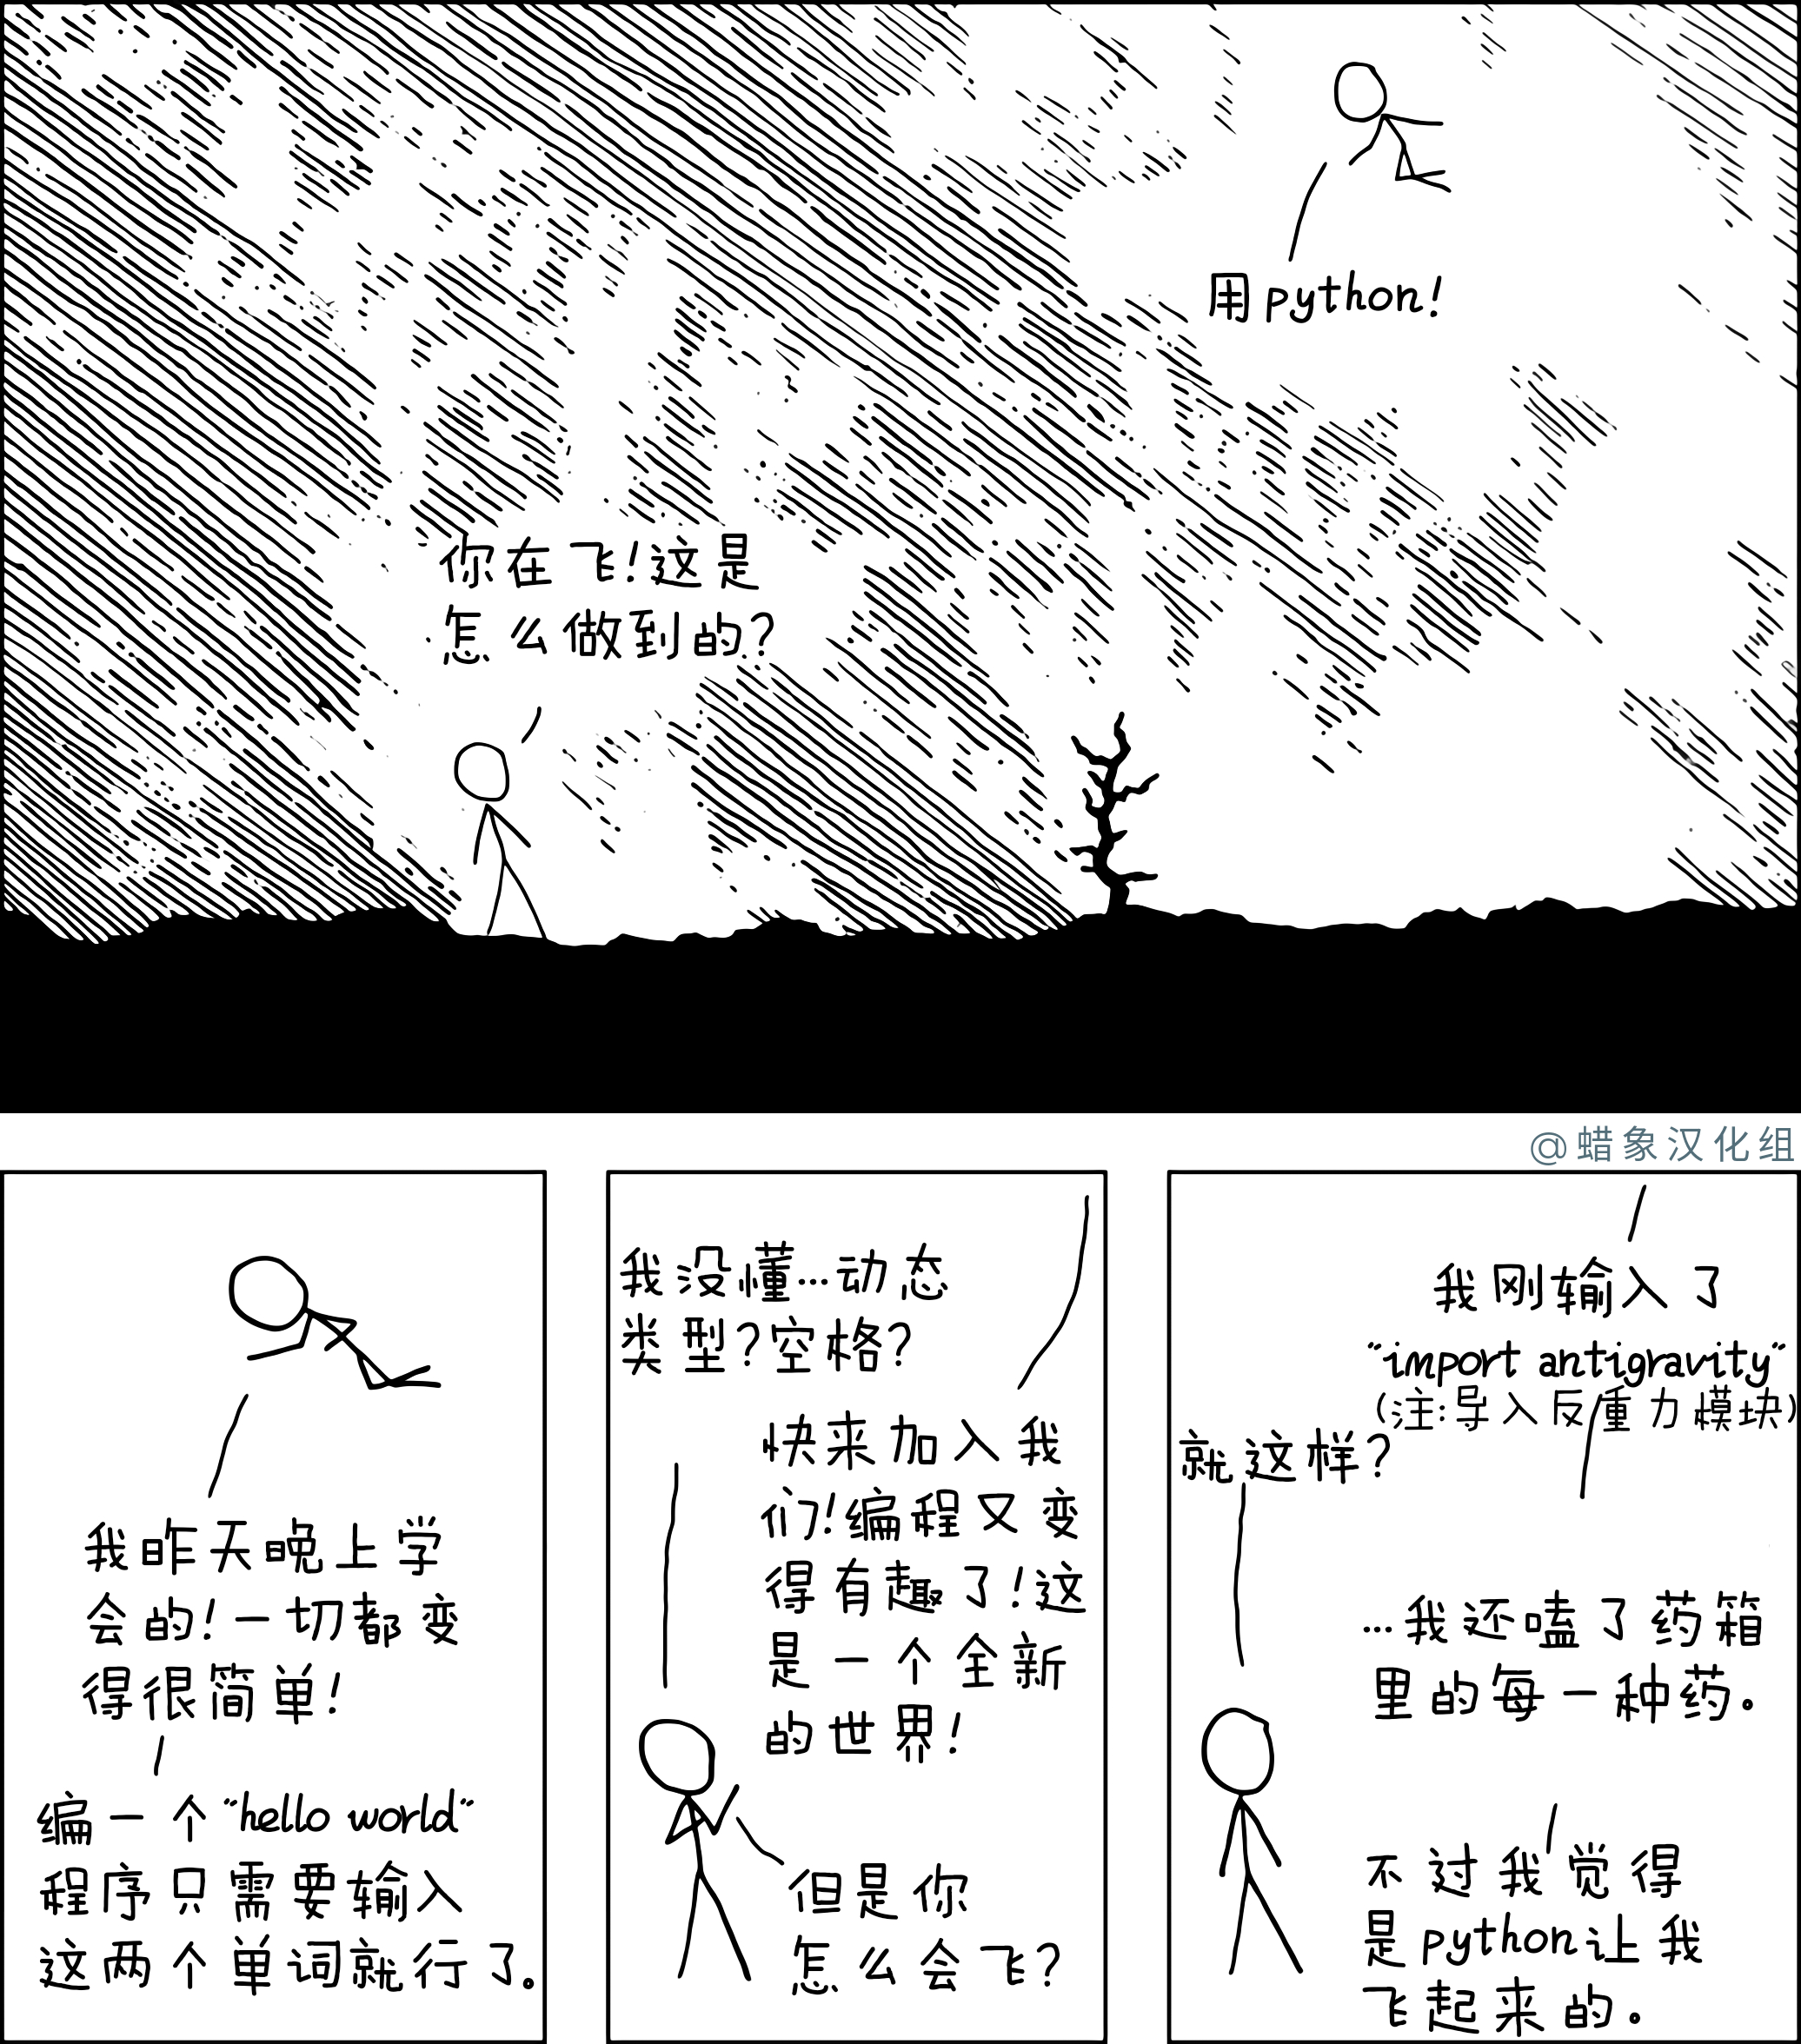 用python!
你在飞!这是
怎么做到的?
@蜡象汉化组
我昨天晚上学
会的!一切都变
得很简单!
编一个"hello world"
程序只需要输入
这两个单词就行了。
我没懂...动态
类型?空格?
快来加入我
们!编程又变
得有趣了!这
是一个全新
的世界!
但是你
怎么会飞?
我刚输入了
"import antigravity"
(注:导入反重力模块)
就这样?
...我还嗑了药箱
里的每一种药。
不过我觉得
是python让我
飞起来的。